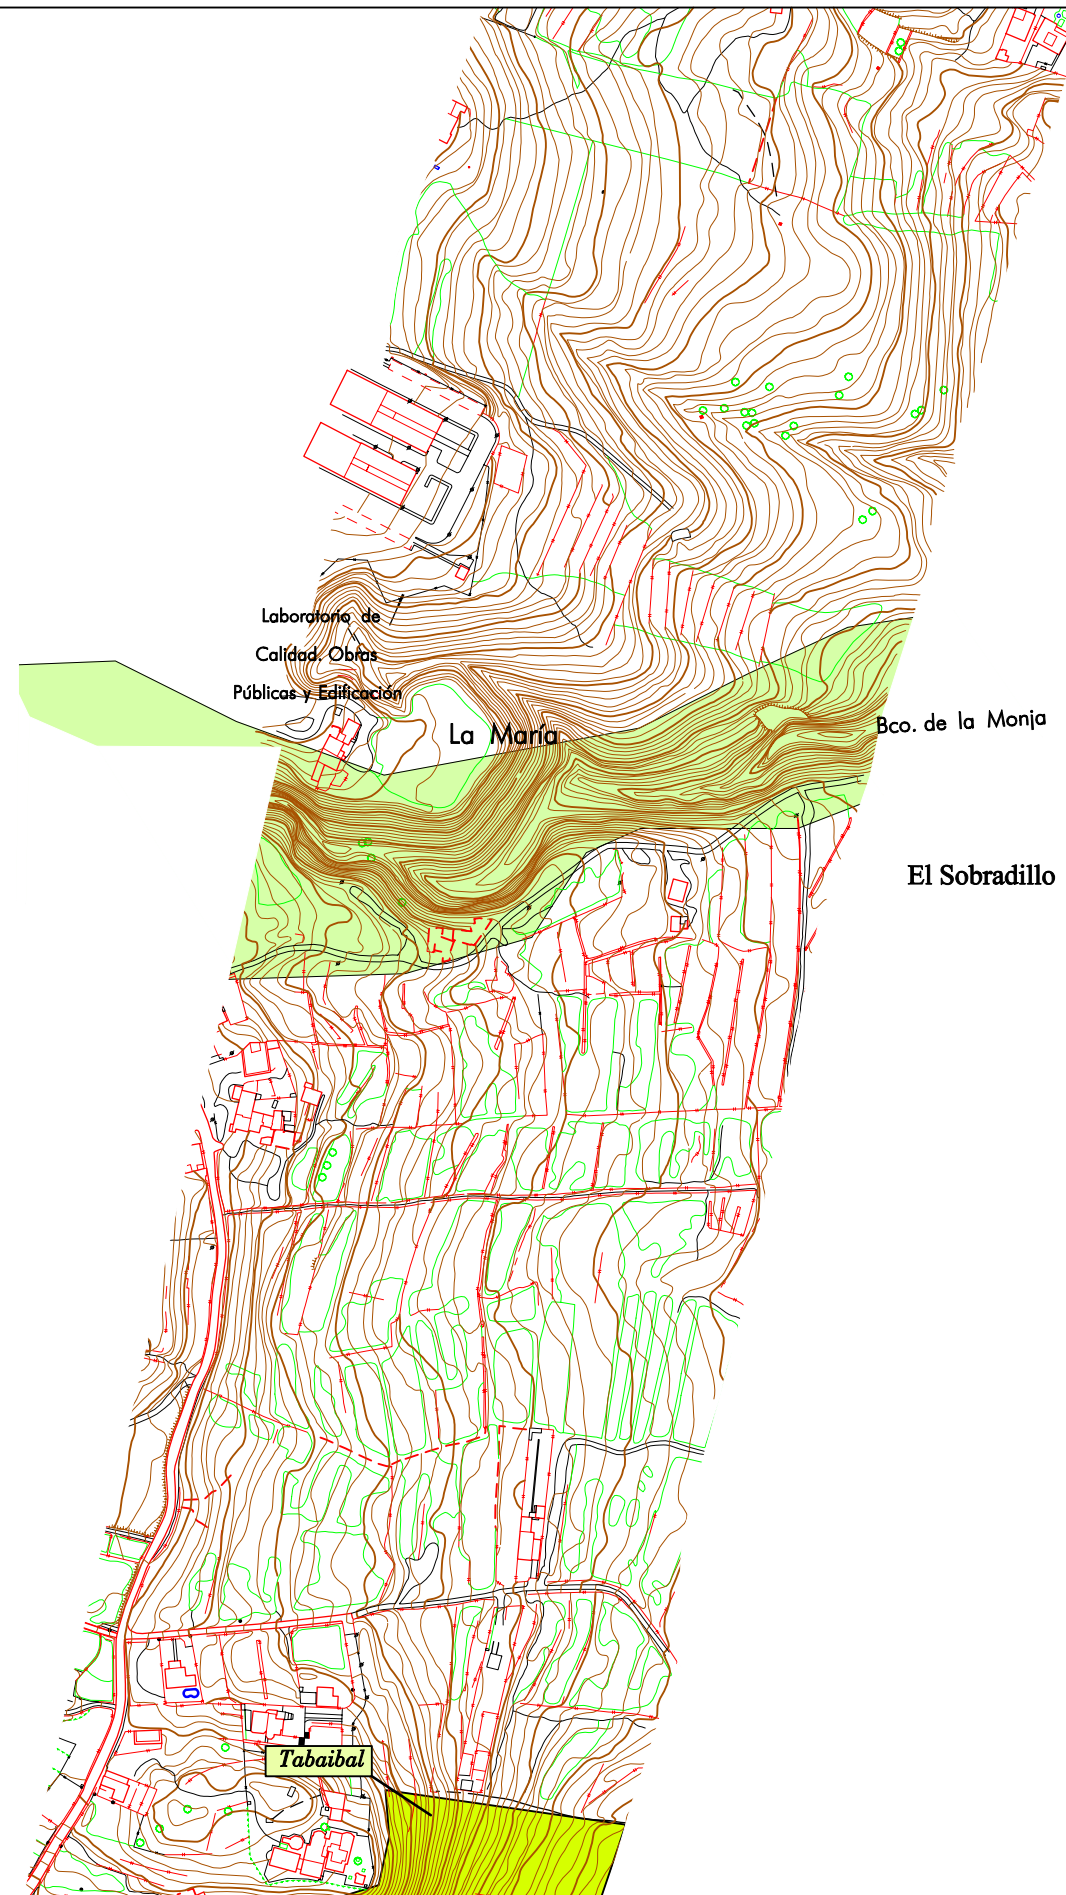 Laboratorio de
Calidad. Obras
Públicas y Edificación
La María
Bco. de la Monja
El Sobradillo
Tabaibal